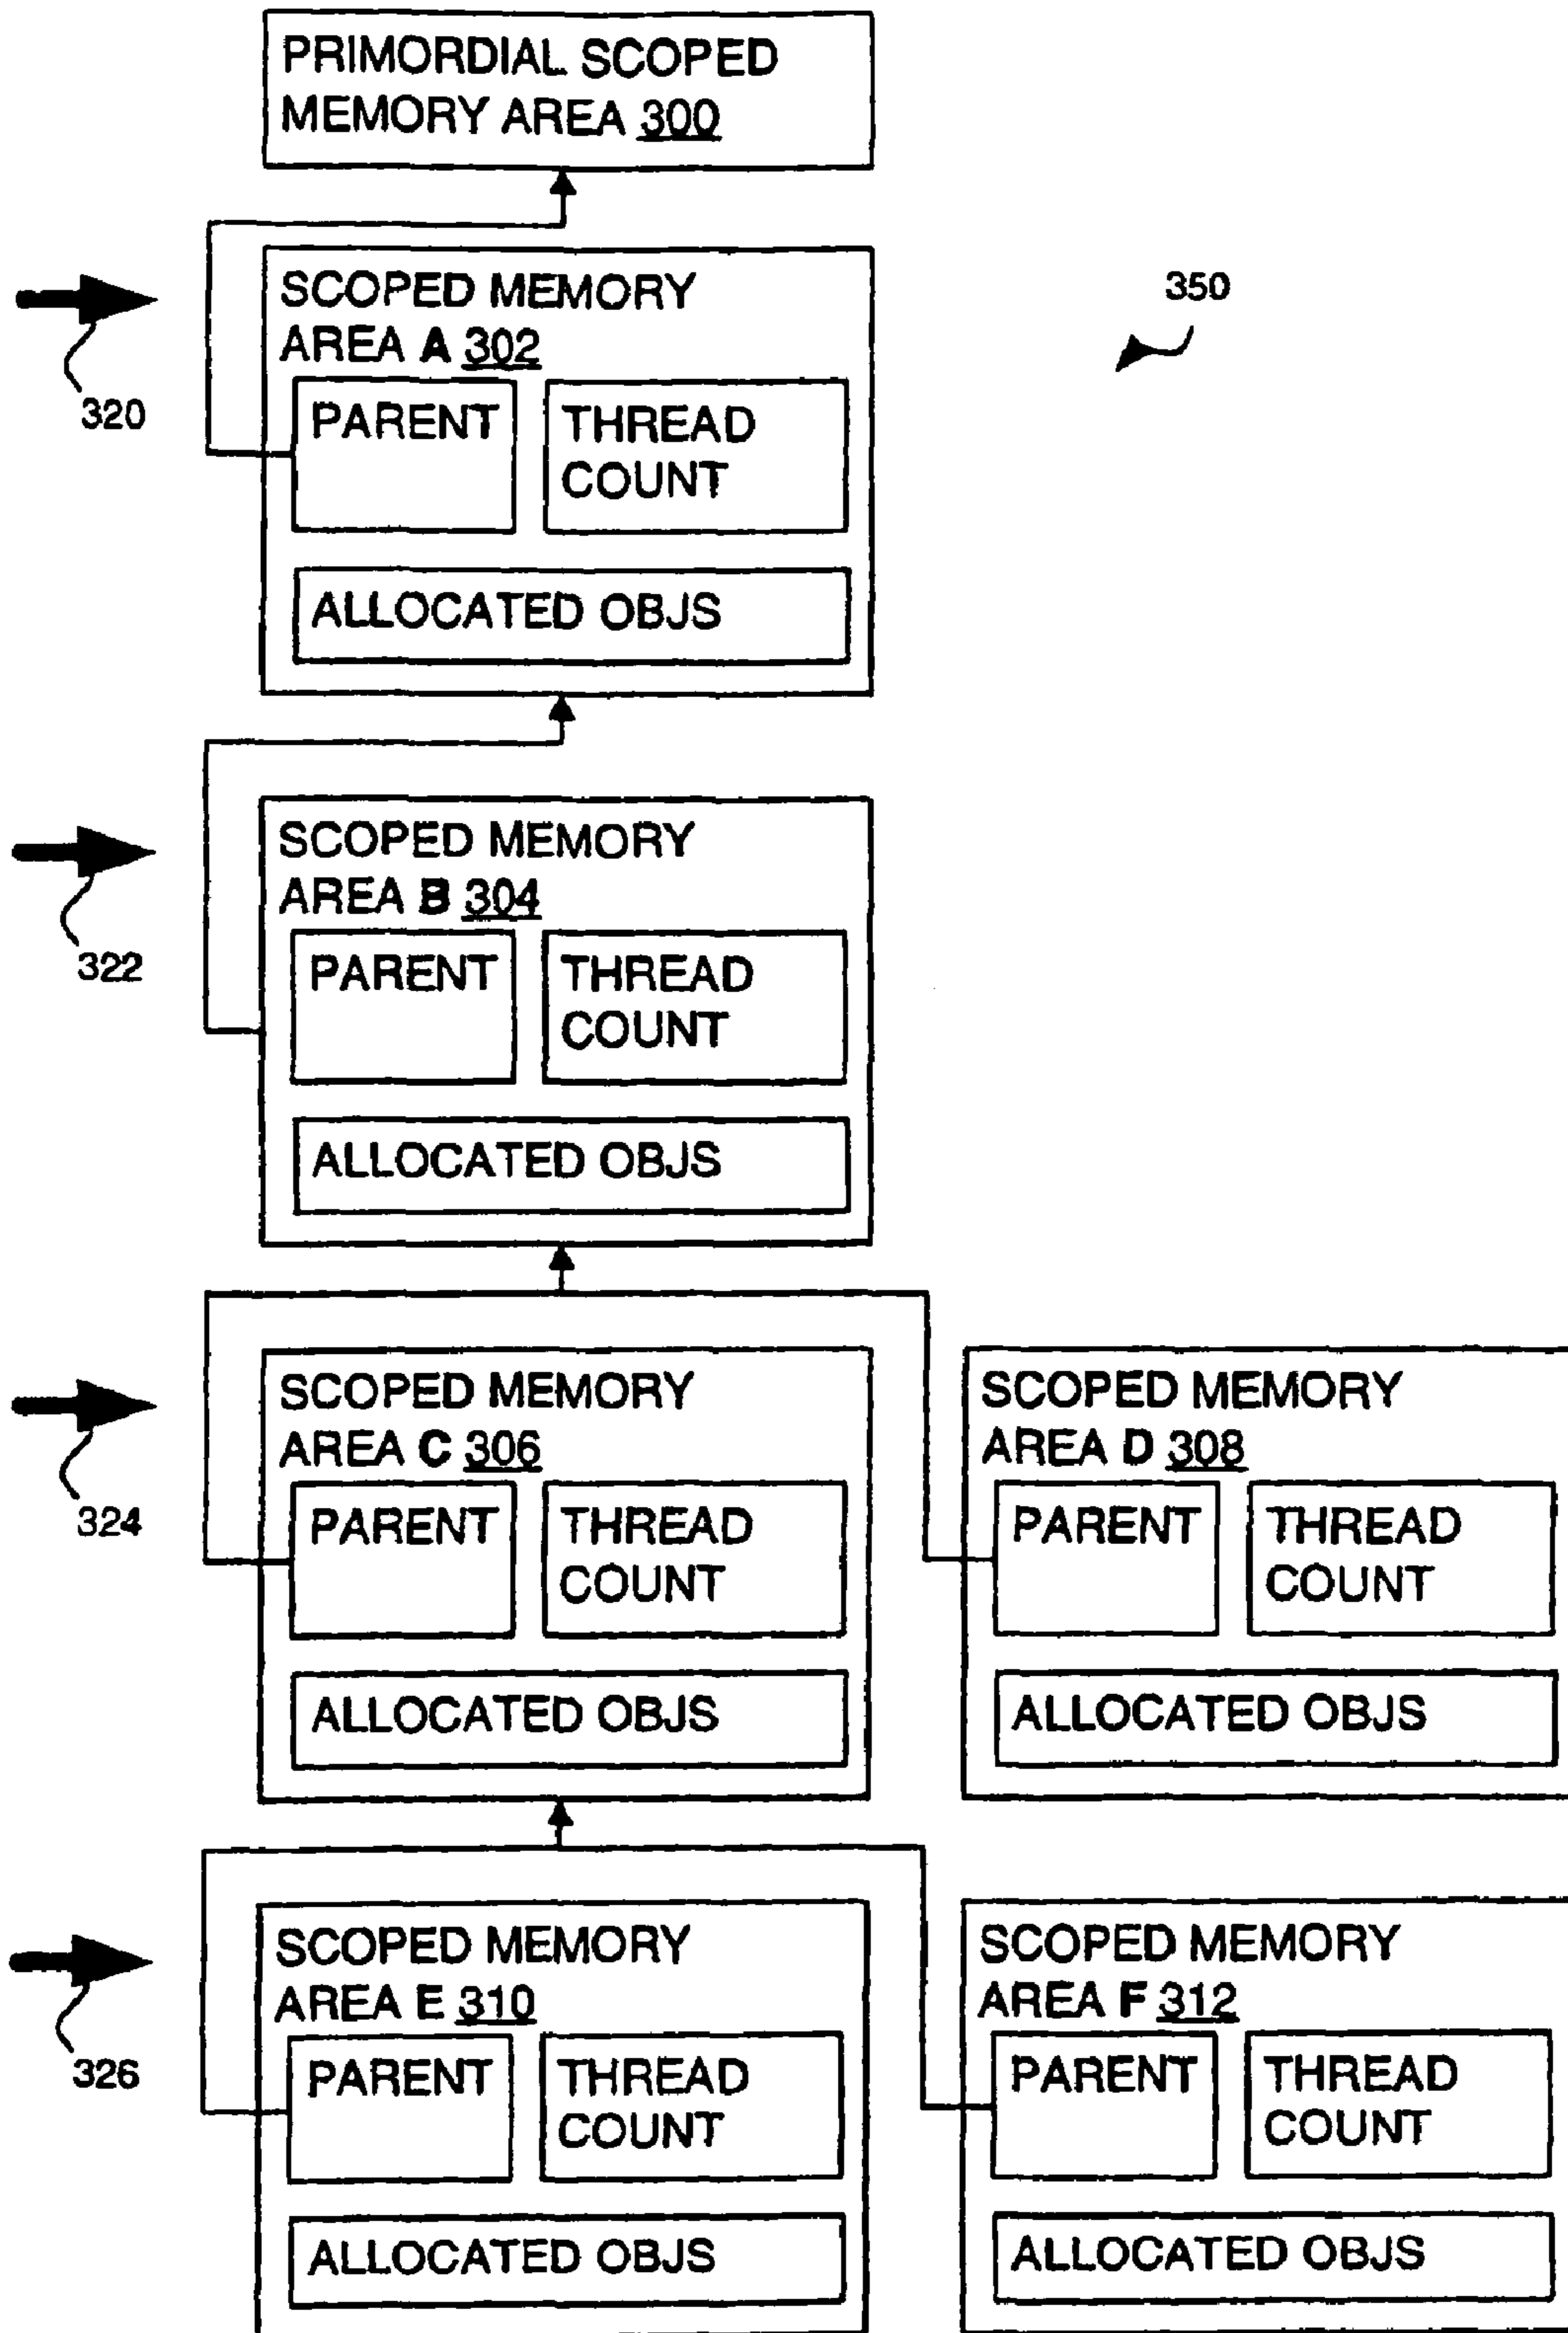 PRIMORDIAL SCOPED
MEMORY AREA 300
SCOPED MEMORY
AREA A 302
PARENT
THREAD
COUNT
ALLOCATED OBJS
320
350
SCOPED MEMORY
AREA B 304
PARENT
THREAD
COUNT
ALLOCATED OBJS
322
SCOPED MEMORY
AREA C 306
PARENT
THREAD
COUNT
ALLOCATED OBJS
324
SCOPED MEMORY
AREA D 308
PARENT
THREAD
COUNT
ALLOCATED OBJS
SCOPED MEMORY
AREA E 310
PARENT
THREAD
COUNT
ALLOCATED OBJS
326
SCOPED MEMORY
AREA F 312
PARENT
THREAD
COUNT
ALLOCATED OBJS